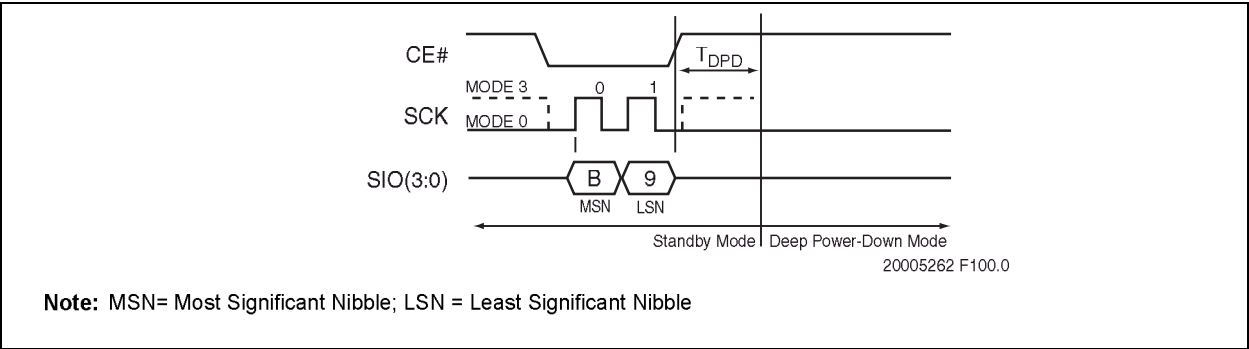 CE#
T_DPD
MODE 3
0 1
SCK
MODE 0
SIO(3:0)
B 9
MSN LSN
Standby Mode Deep Power-Down Mode
20005262 F100.0
Note: MSN= Most Significant Nibble; LSN = Least Significant Nibble